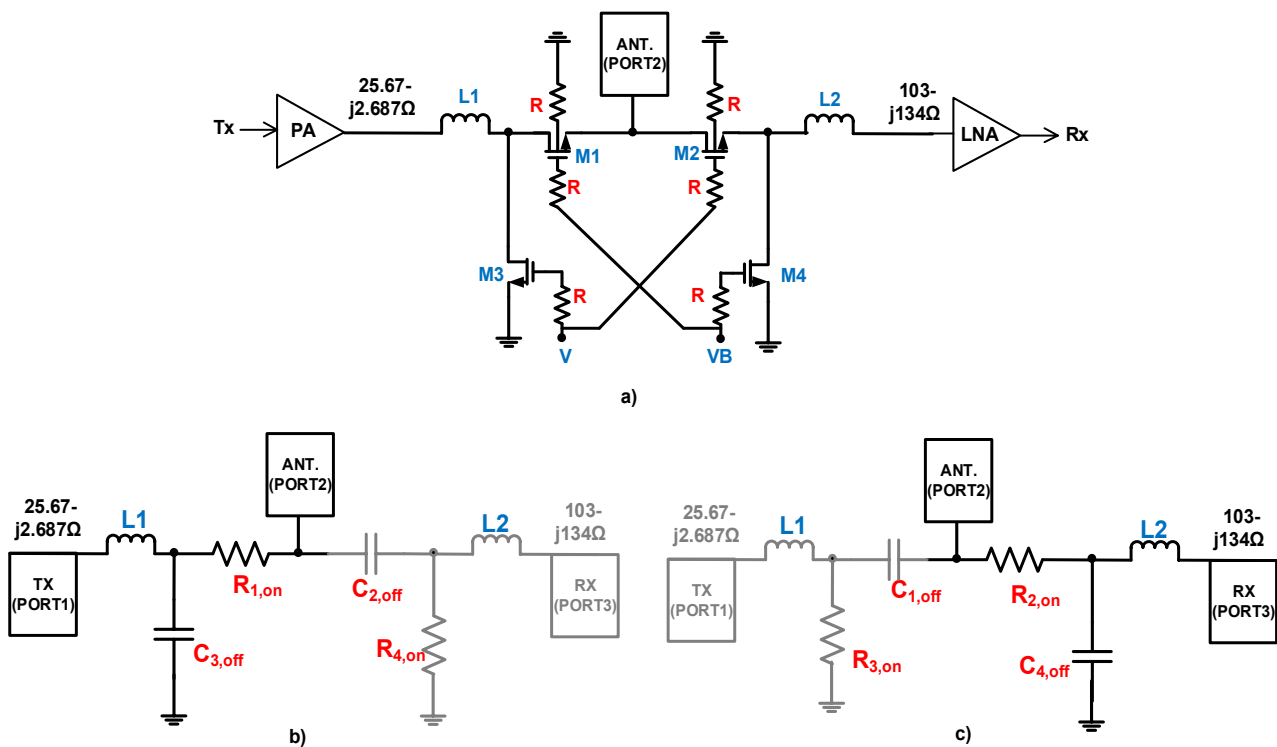 ANT.
(PORT2)
25.67-
j2.687Ω
L1
R
R
L2
103-
j134Ω
Tx
PA
M1
M2
LNA
Rx
R
R
M3
R
R
M4
V
VB
a)
ANT.
(PORT2)
25.67-
j2.687Ω
L1
L2
103-
j134Ω
TX
(PORT1)
R1,on
C2,off
RX
(PORT3)
C3,off
R4,on
b)
ANT.
(PORT2)
25.67-
j2.687Ω
L1
L2
103-
j134Ω
TX
(PORT1)
C1,off
R2,on
RX
(PORT3)
R3,on
C4,off
c)